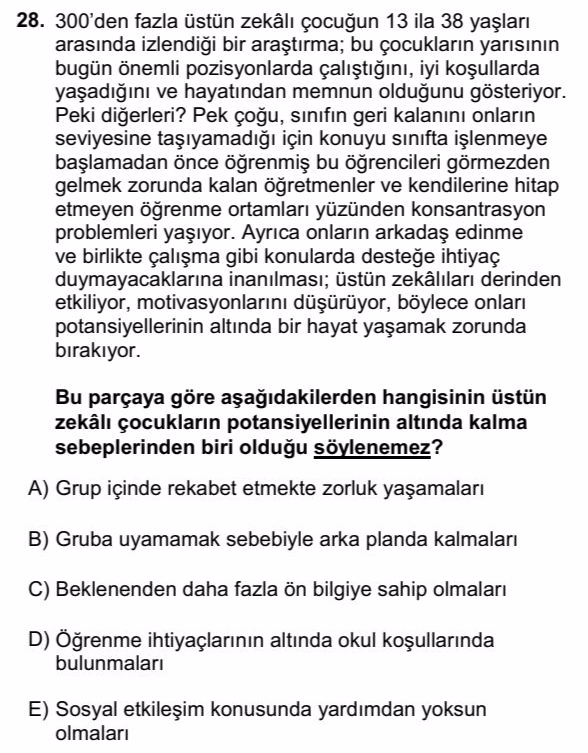 28. 300’den fazla üstün zekâlı çocuğun 13 ila 38 yaşları
arasında izlendiği bir araştırma; bu çocukların yarısının
bugün önemli pozisyonlarda çalıştığını, iyi koşullarda
yaşadığını ve hayatından memnun olduğunu gösteriyor.
Peki diğerleri? Pek çoğu, sınıfın geri kalanını onların
seviyesine taşıyamadığı için konuyu sınıfta işlenmeye
başlamadan önce öğrenmiş bu öğrencileri görmezden
gelmek zorunda kalan öğretmenler ve kendilerine hitap
etmeyen öğrenme ortamları yüzünden konsantrasyon
problemleri yaşıyor. Ayrıca onların arkadaş edinme
ve birlikte çalışma gibi konularda desteğe ihtiyaç
duymayacaklarına inanılması; üstün zekâlıları derinden
etkiliyor, motivasyonlarını düşürüyor, böylece onları
potansiyellerinin altında bir hayat yaşamak zorunda
bırakıyor.
Bu parçaya göre aşağıdakilerden hangisinin üstün
zekâlı çocukların potansiyellerinin altında kalma
sebeplerinden biri olduğu söylenemez?
A) Grup içinde rekabet etmekte zorluk yaşamaları
B) Gruba uyamamak sebebiyle arka planda kalmaları
C) Beklenenden daha fazla ön bilgiye sahip olmaları
D) Öğrenme ihtiyaçlarının altında okul koşullarında
bulunmaları
E) Sosyal etkileşim konusunda yardımdan yoksun
olmaları